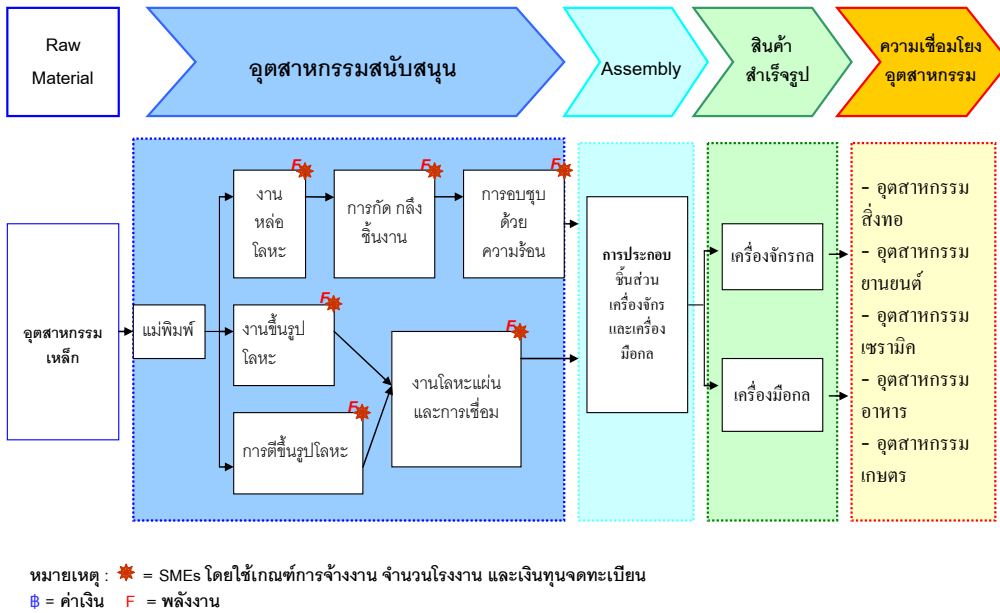 Raw
Material
อุตสาหกรรมสนับสนุน
Assembly
สินค้า
สำเร็จรูป
ความเชื่อมโยง
อุตสาหกรรม
อุตสาหกรรม
เหล็ก
แม่พิมพ์
F
งาน
หล่อ
โลหะ
F
การกัด กลึง
ชิ้นงาน
F
การอบชุบ
ด้วย
ความร้อน
F
งานขึ้นรูป
โลหะ
F
การตีขึ้นรูปโลหะ
F
งานโลหะแผ่น
และการเชื่อม
การประกอบ
ชิ้นส่วน
เครื่องจักร
และเครื่อง
มือกล
เครื่องจักรกล
เครื่องมือกล
- อุตสาหกรรม
สิ่งทอ
- อุตสาหกรรม
ยานยนต์
- อุตสาหกรรม
เซรามิค
- อุตสาหกรรม
อาหาร
- อุตสาหกรรม
เกษตร
หมายเหตุ : = SMEs โดยใช้เกณฑ์การจ้างงาน จำนวนโรงงาน และเงินทุนจดทะเบียน
฿ = ค่าเงิน F = พลังงาน